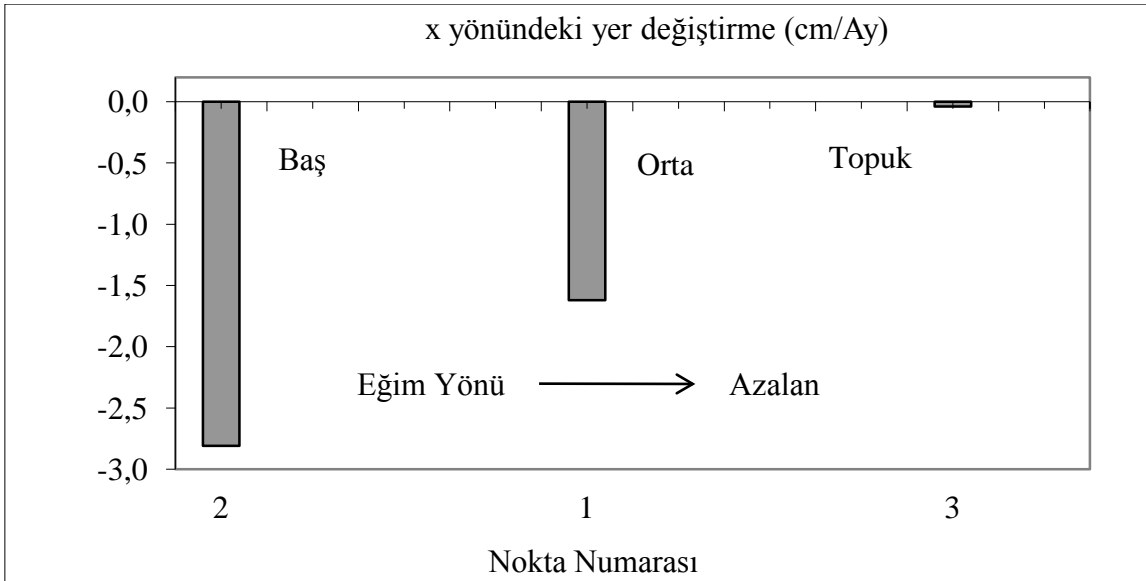 x yönündeki yer değiştirme (cm/Ay)
0,0
-0,5
-1,0
-1,5
-2,0
-2,5
-3,0
Baş
Orta
Topuk
Eğim Yönü
Azalan
2
1
3
Nokta Numarası